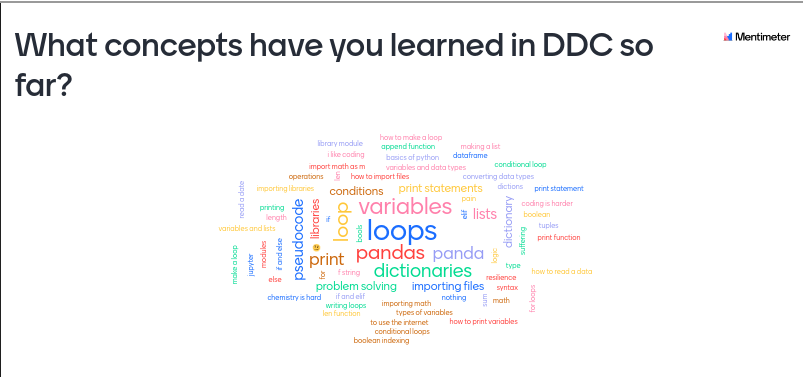 What concepts have you learned in DDC so
far?
Mentimeter
how to make a loop
library module
append function
making a list
i like coding
basics of python
dataframe
import math as m
variables and data types
conditional loop
operations
len
how to import files
converting data types
read a date
importing libraries
conditions
print statements
dictions
print statement
pain
printing
libraries
loop
variables
elif
lists
dictionary
coding is harder
length
if
boolean
variables and lists
pseudocode
bools
loops
tuples
if and else
suffering
print function
make a loop
jupyter
modules
print
pandas
panda
logic
type
else
for
f string
dictionaries
how to read a data
problem solving
importing files
resilience
syntax
chemistry is hard
if and elif
nothing
sum
math
for loops
writing loops
importing math
len function
types of variables
to use the internet
how to print variables
conditional loops
boolean indexing